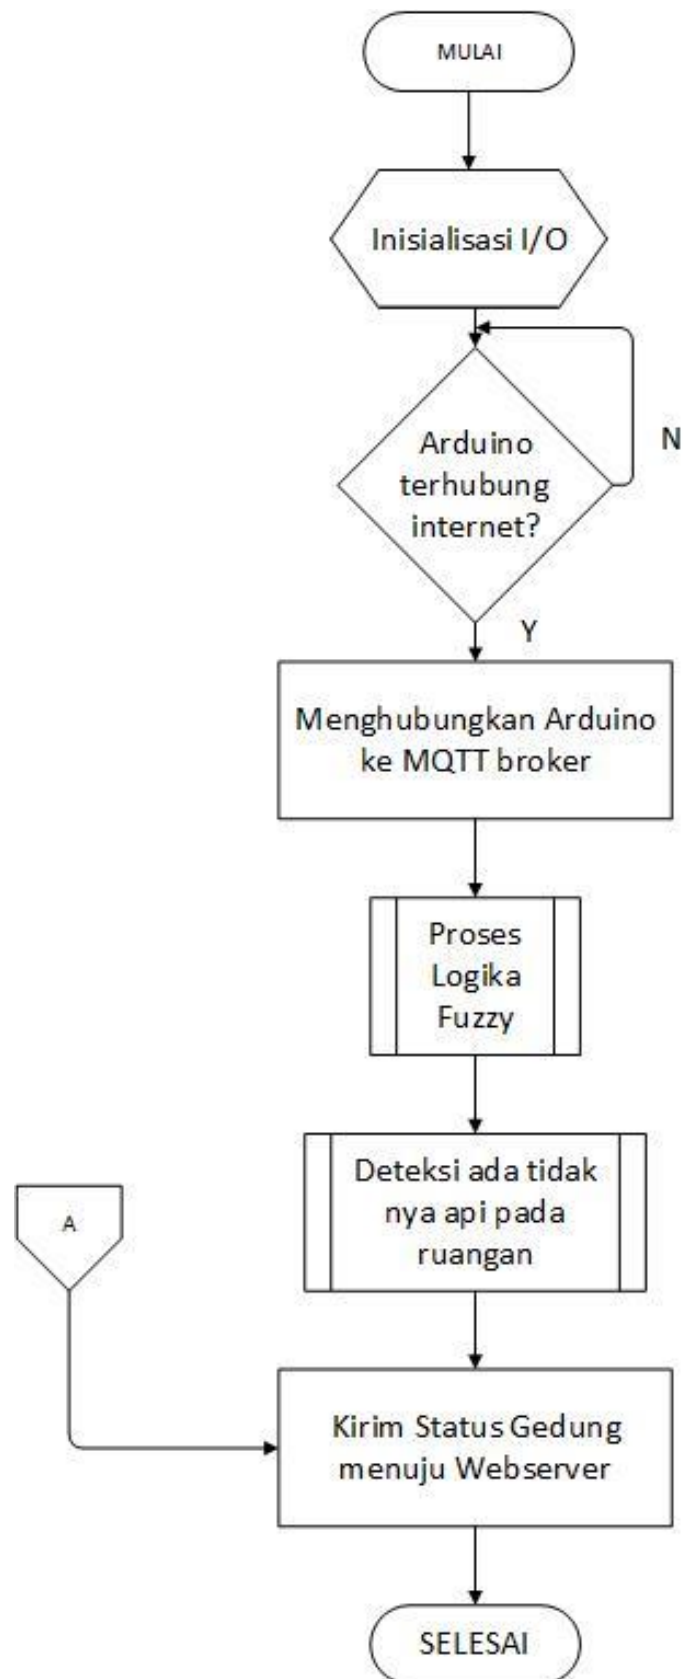 MULAI
Inisialisasi I/O
Arduino
terhubung
internet?
N
Y
Menghubungkan Arduino
ke MQTT broker
Proses
Logika
Fuzzy
Deteksi ada tidak
nya api pada
ruangan
A
Kirim Status Gedung
menuju Webserver
SELESAI